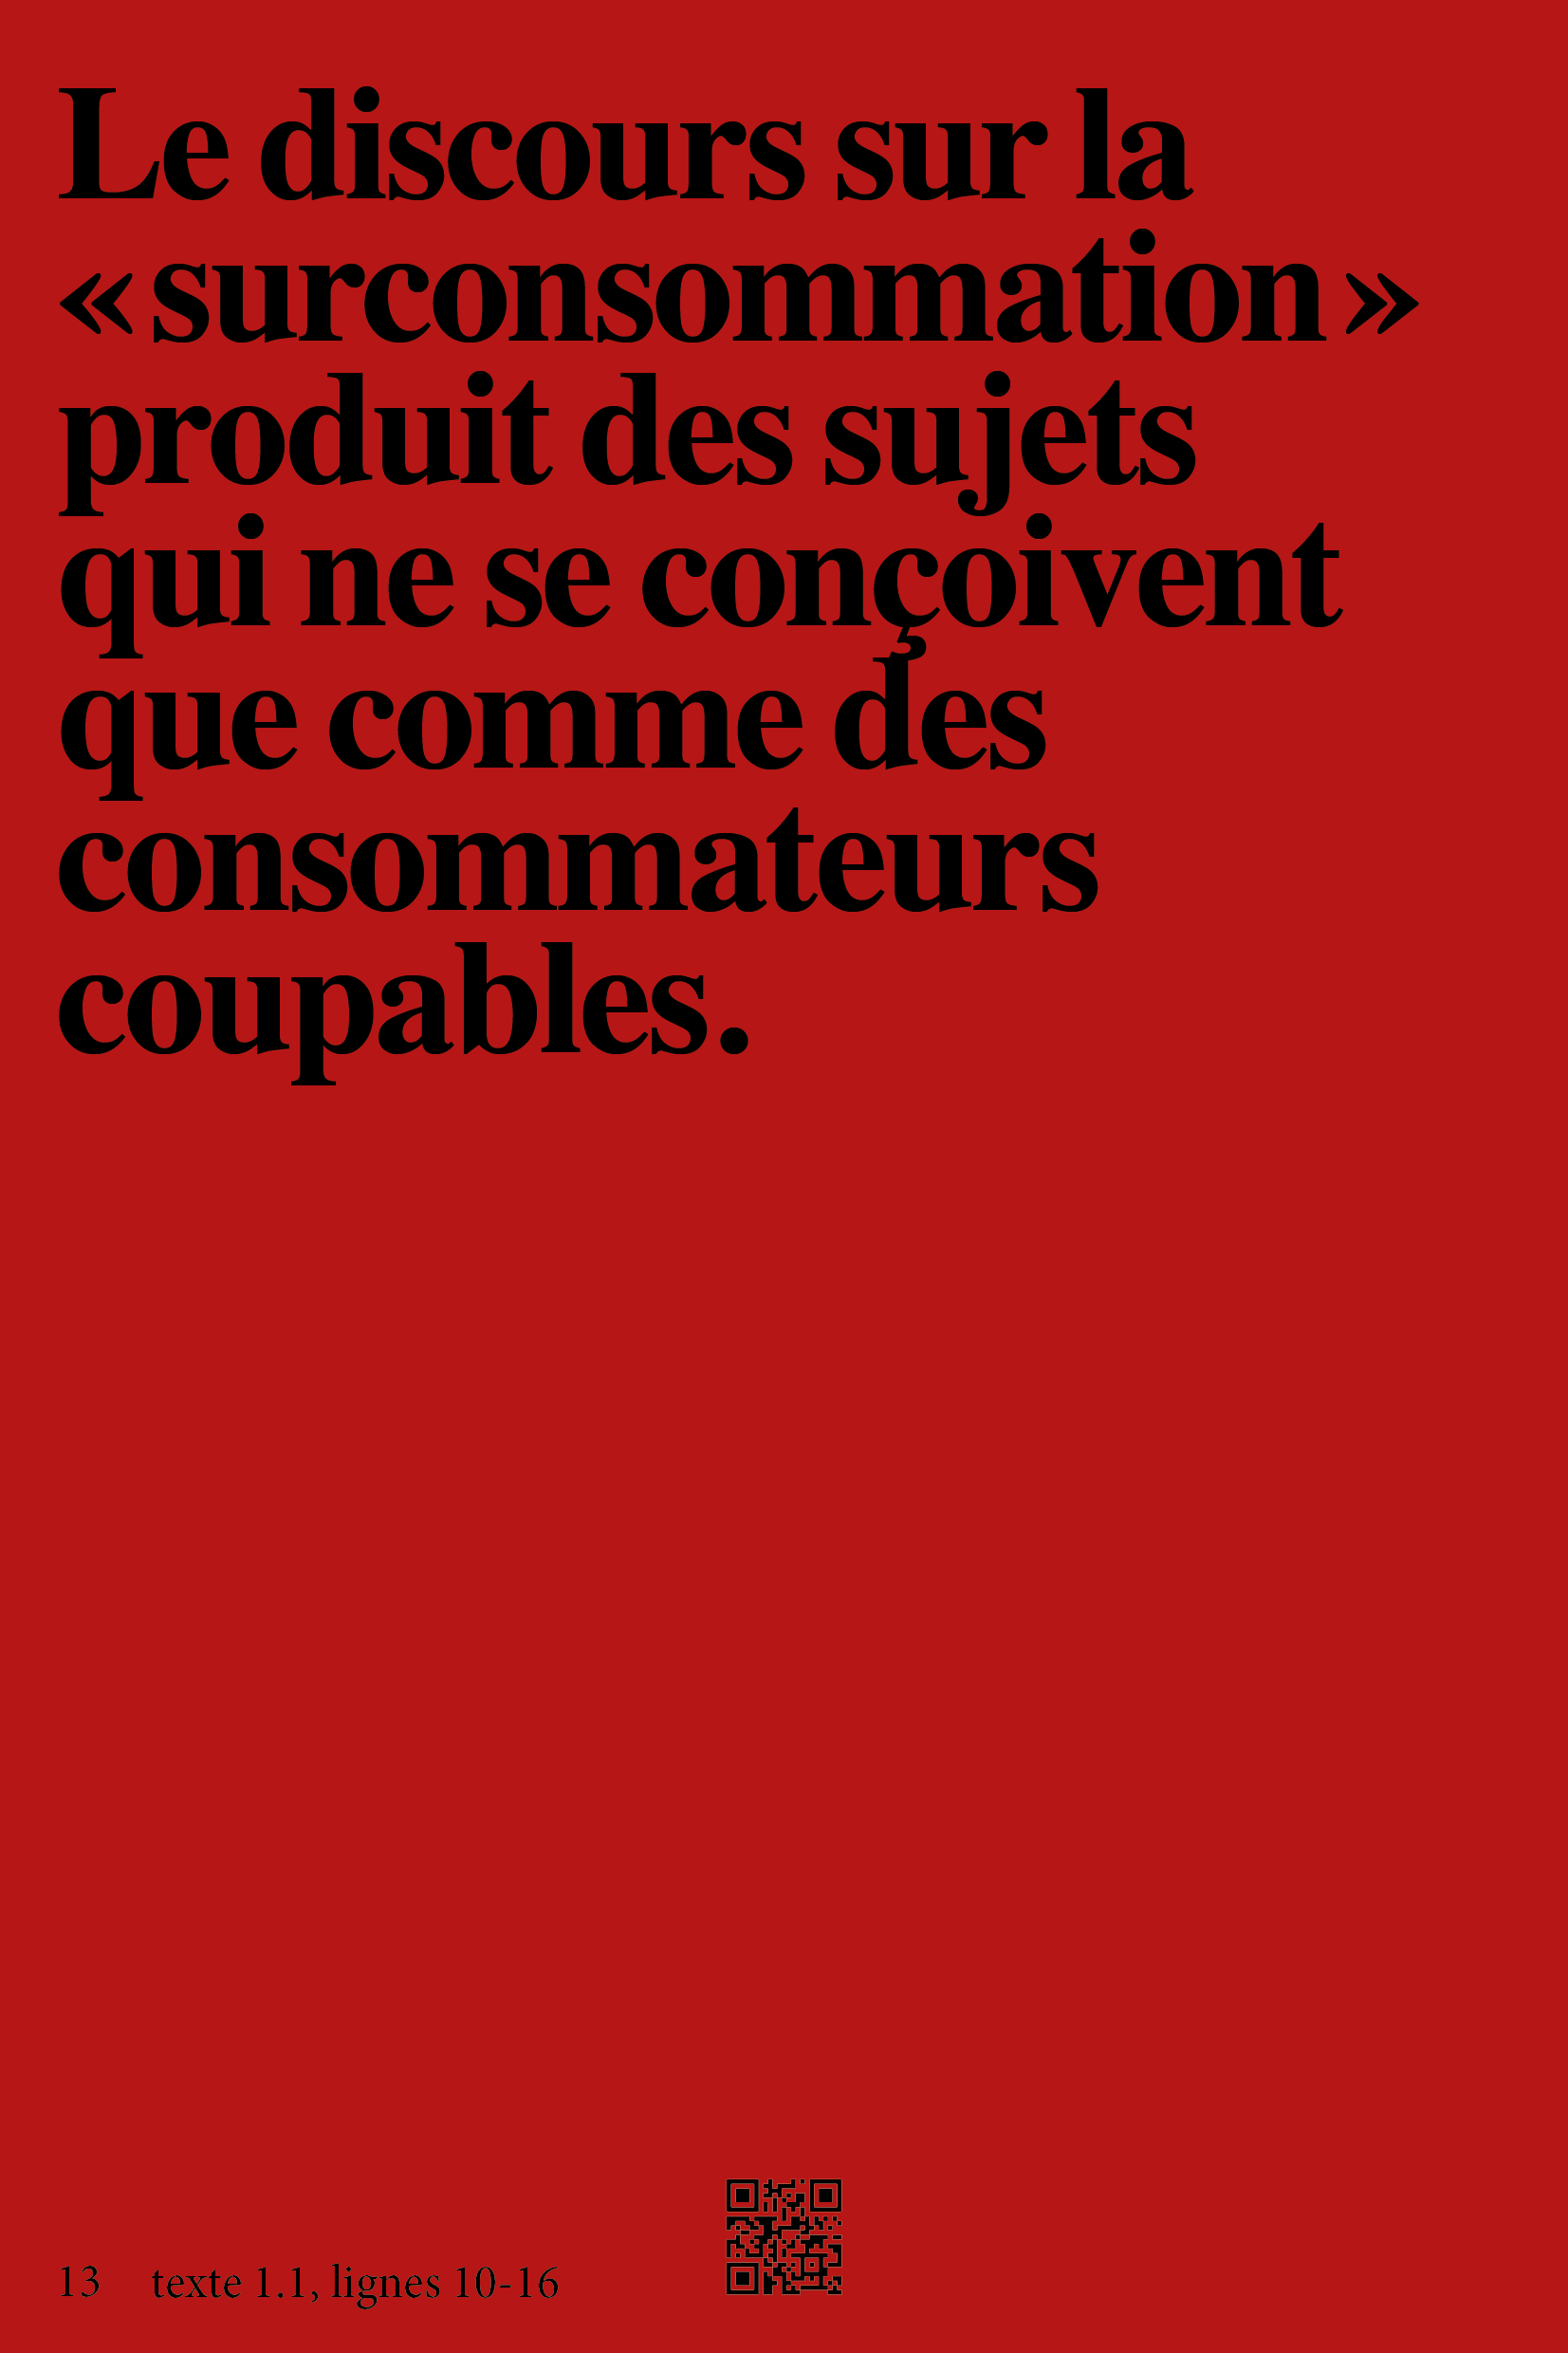 Le discours sur la
« surconsommation »
produit des sujets
qui ne se conçoivent
que comme des
consommateurs
coupables.
13 texte 1.1, lignes 10-16